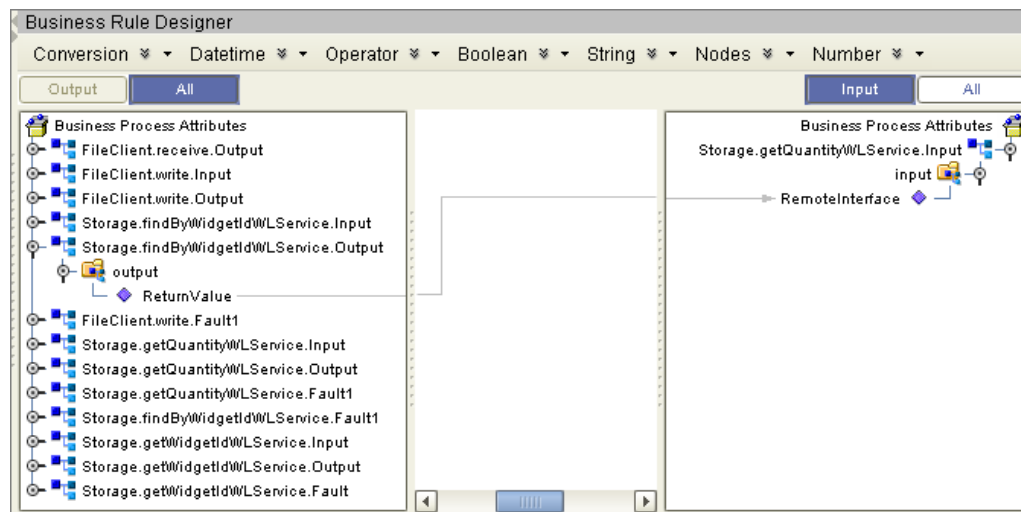 Business Rule Designer
Conversion Datetime Operator Boolean String Nodes Number
Output All Input All
Business Process Attributes
FileClient.receive.Output
FileClient.write.Input
FileClient.write.Output
Storage.findByWidgetIdWLService.Input
Storage.findByWidgetIdWLService.Output
output
ReturnValue
FileClient.write.Fault1
Storage.getQuantityWLService.Input
Storage.getQuantityWLService.Output
Storage.getQuantityWLService.Fault1
Storage.findByWidgetIdWLService.Fault1
Storage.getWidgetIdWLService.Input
Storage.getWidgetIdWLService.Output
Storage.getWidgetIdWLService.Fault
Business Process Attributes
Storage.getQuantityWLService.Input
input
RemoteInterface